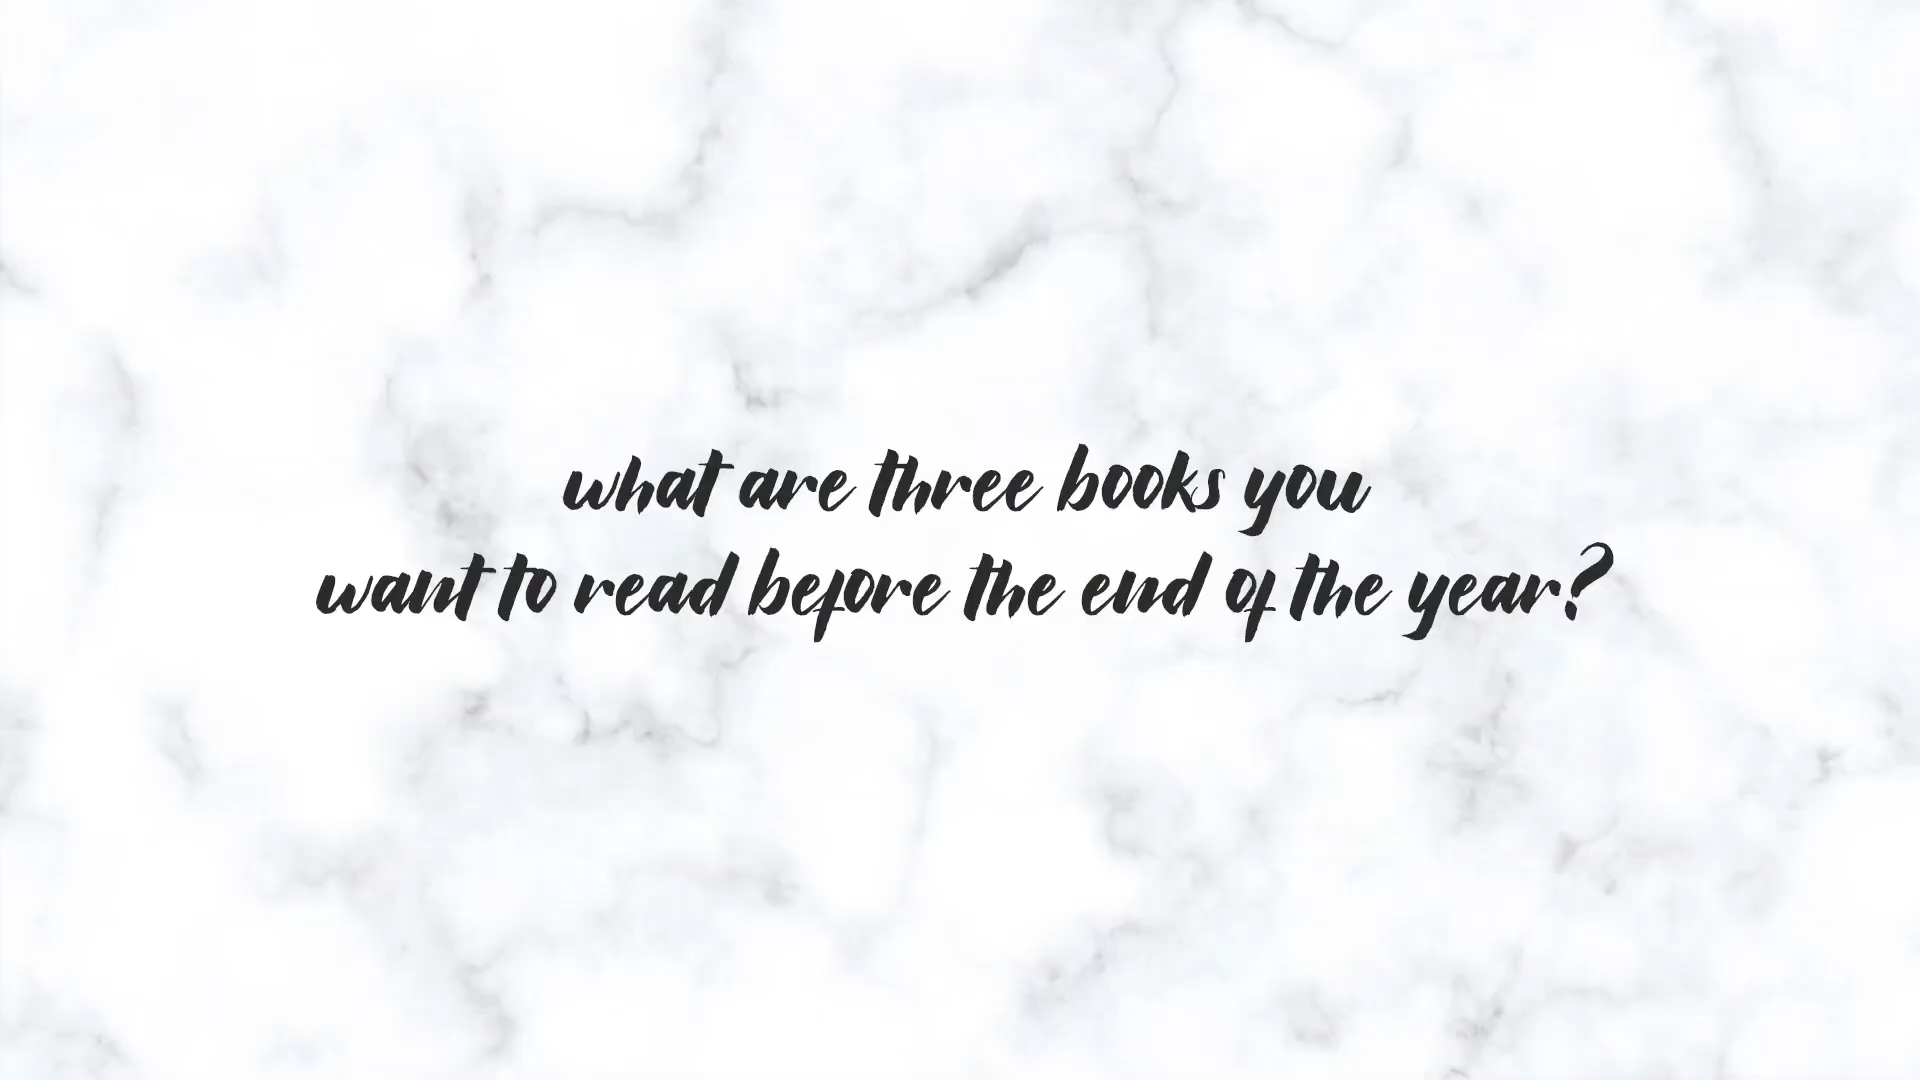 what are three books you
want to read before the end of the year?